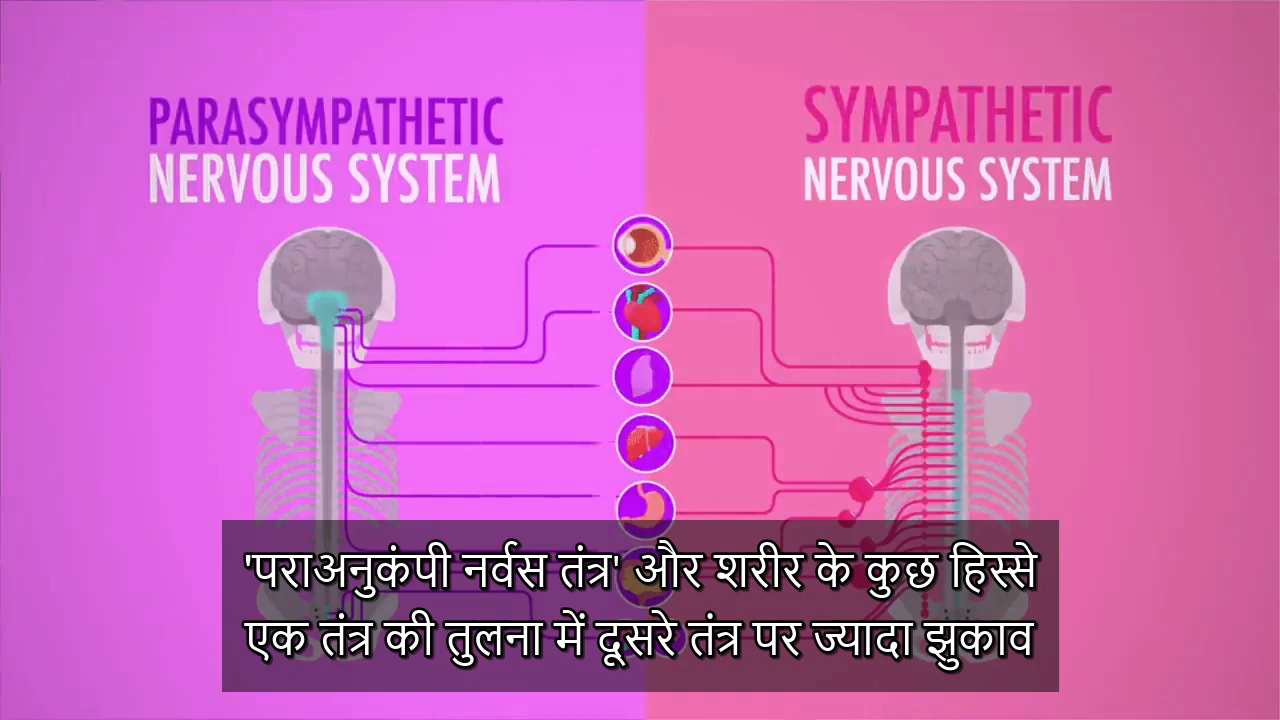 PARASYMPATHETIC
NERVOUS SYSTEM
SYMPATHETIC
NERVOUS SYSTEM
'पराअनुकंपी नर्वस तंत्र' और शरीर के कुछ हिस्से
एक तंत्र की तुलना में दूसरे तंत्र पर ज्यादा झुकाव